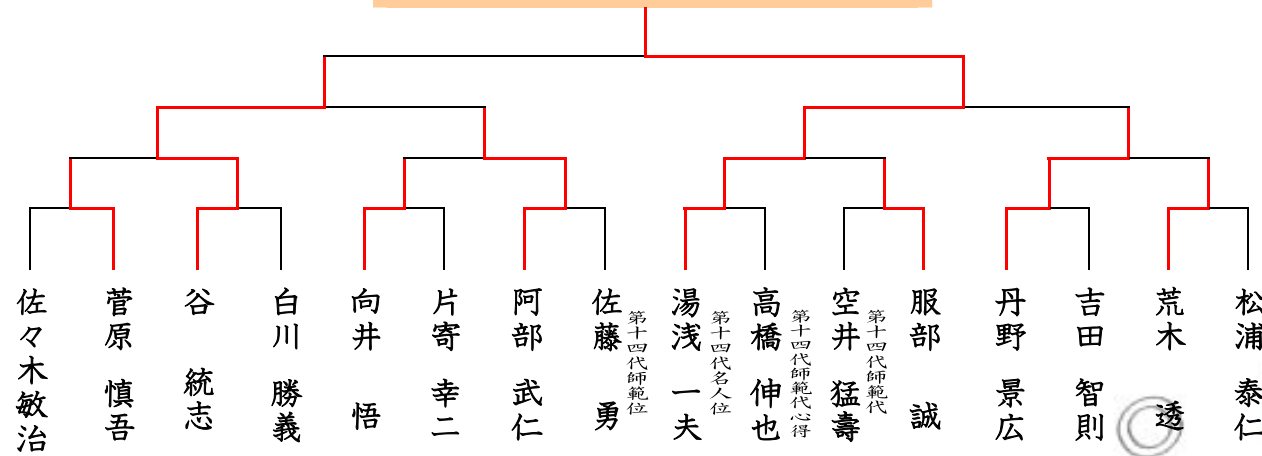 佐々木敏治
菅原 慎吾
谷 統志
白川 勝義
向井 悟
片寄 幸二
阿部 武仁
佐藤 勇
第十四代師範位
湯浅 一夫
第十四代名人位
高橋 伸也
第十四代師範代心得
空井 猛壽
第十四代師範代
服部 誠
丹野 景広
吉田 智則
荒木 透
松浦 泰仁